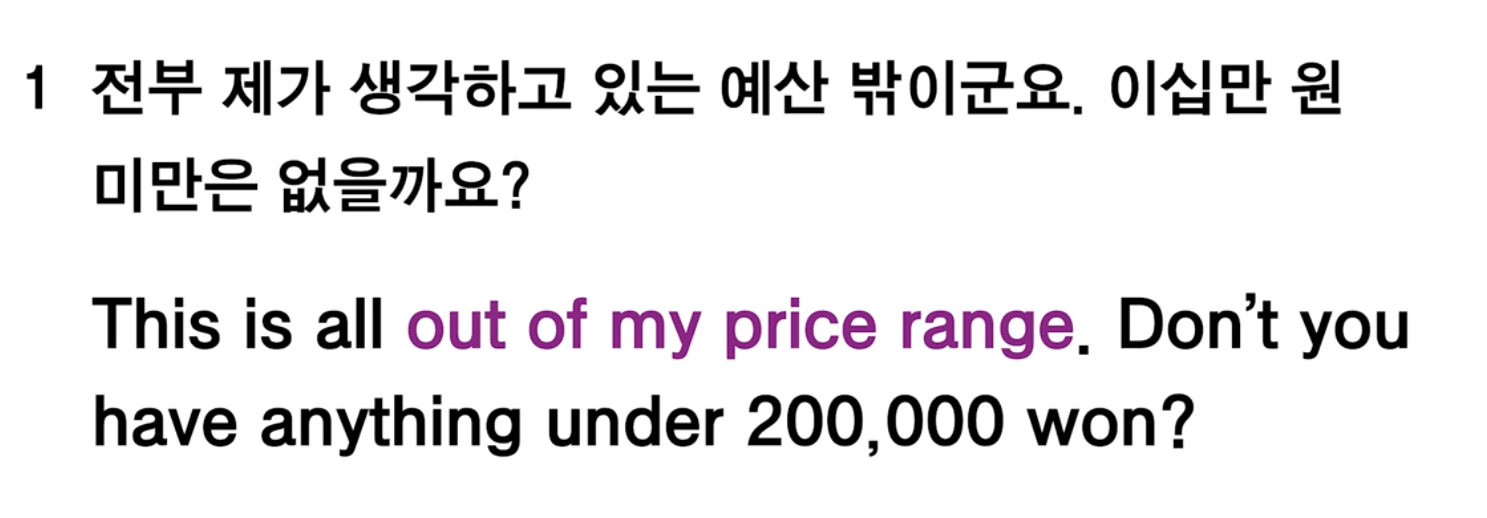 1 전부 제가 생각하고 있는 예산 밖이군요. 이십만 원
미만은 없을까요?
This is all out of my price range. Don’t you
have anything under 200,000 won?